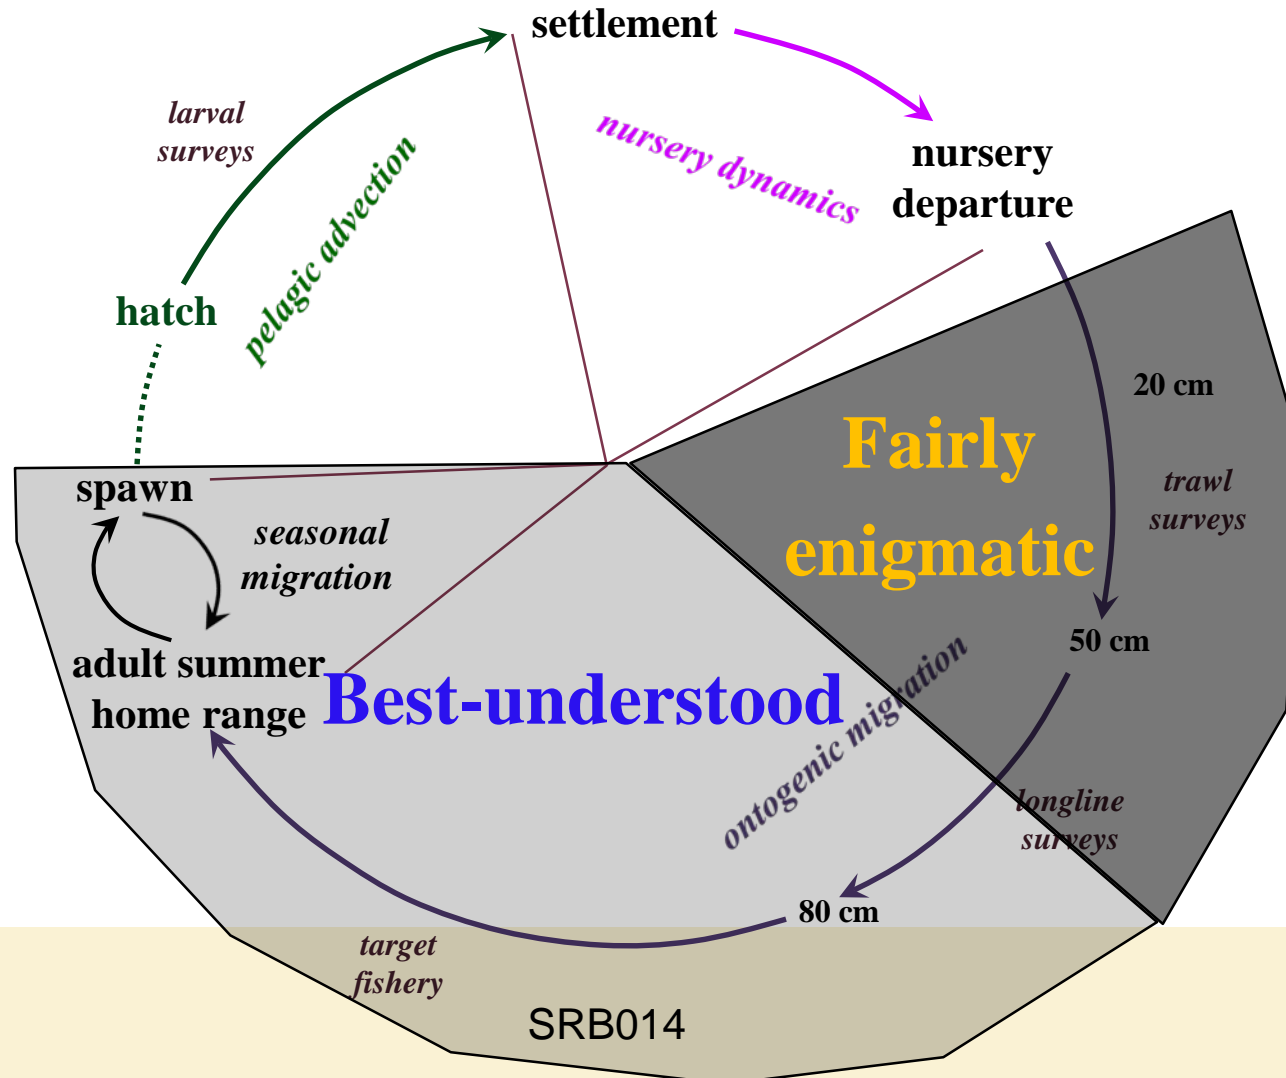 settlement
larval
surveys
nursery dynamics
nursery
departure
pelagic advection
hatch
20 cm
Fairly
enigmatic
trawl
surveys
spawn
seasonal
migration
50 cm
adult summer
home range
Best-understood
ontogenic migration
longline
surveys
80 cm
target
fishery
SRB014